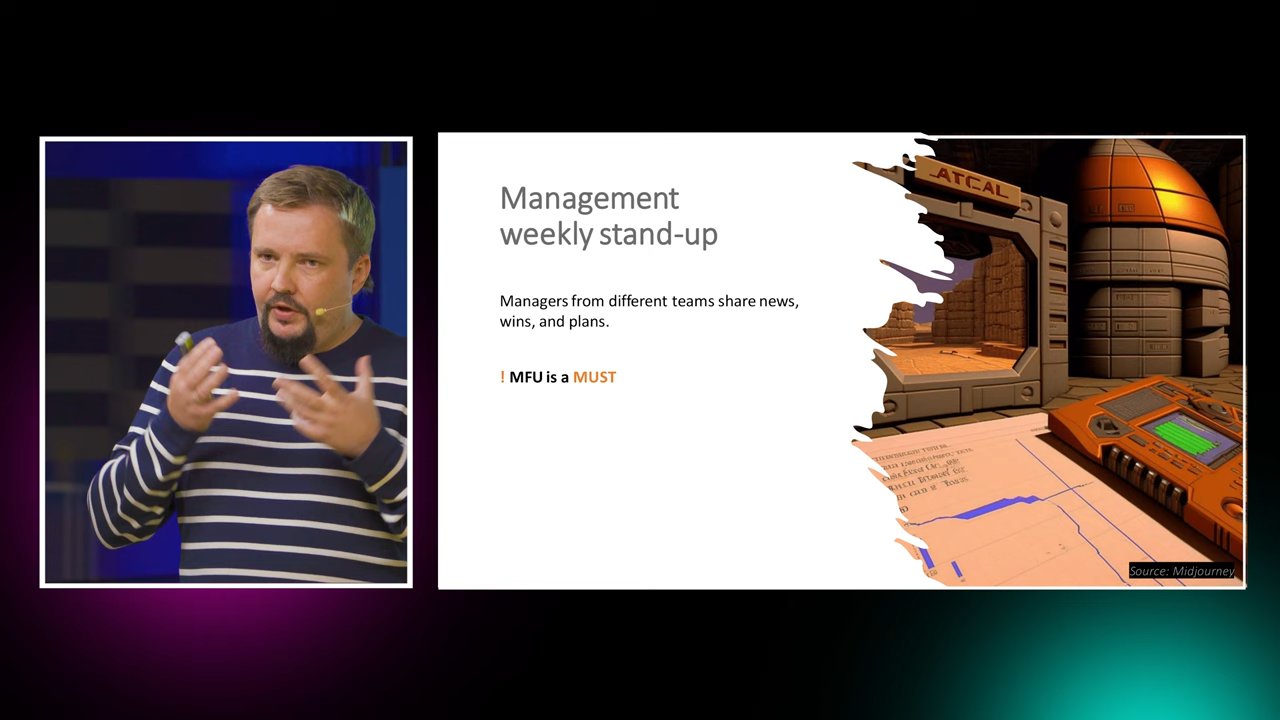 Management
weekly stand-up
Managers from different teams share news,
wins, and plans.
! MFU is a MUST
ATCAL
Source: Midjourney